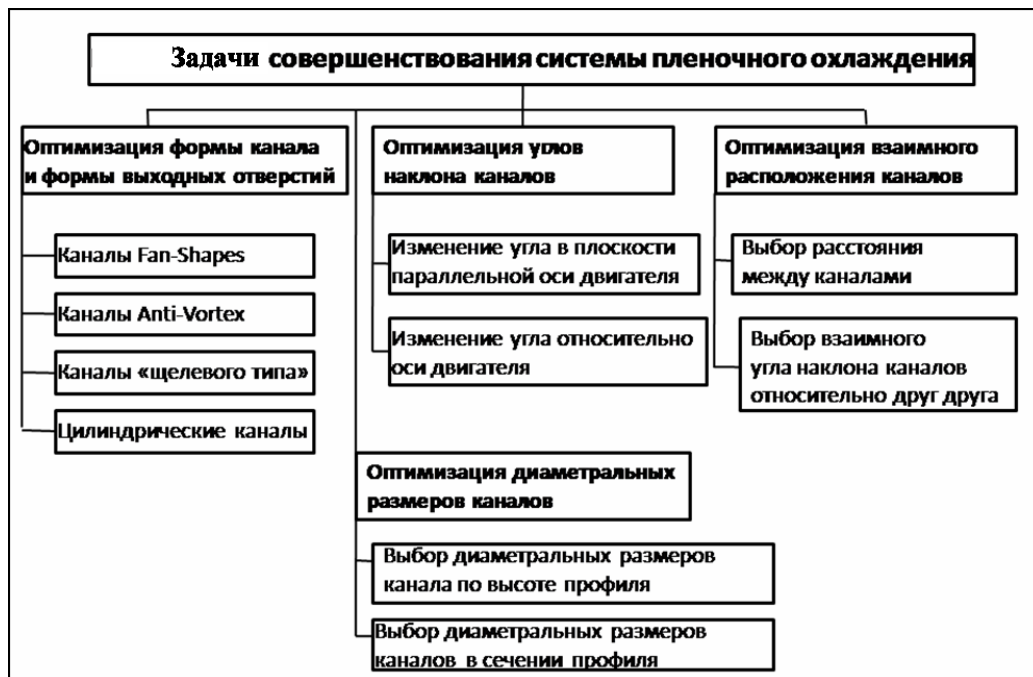 Задачи совершенствования системы пленочного охлаждения
Оптимизация формы канала
и формы выходных отверстий
Каналы Fan-Shapes
Каналы Anti-Vortex
Каналы «щелевого типа»
Цилиндрические каналы
Оптимизация углов
наклона каналов
Изменение угла в плоскости
параллельной оси двигателя
Изменение угла относительно
оси двигателя
Оптимизация взаимного
расположения каналов
Выбор расстояния
между каналами
Выбор взаимного
угла наклона каналов
относительно друг друга
Оптимизация диаметральных
размеров каналов
Выбор диаметральных размеров
канала по высоте профиля
Выбор диаметральных размеров
каналов в сечении профиля